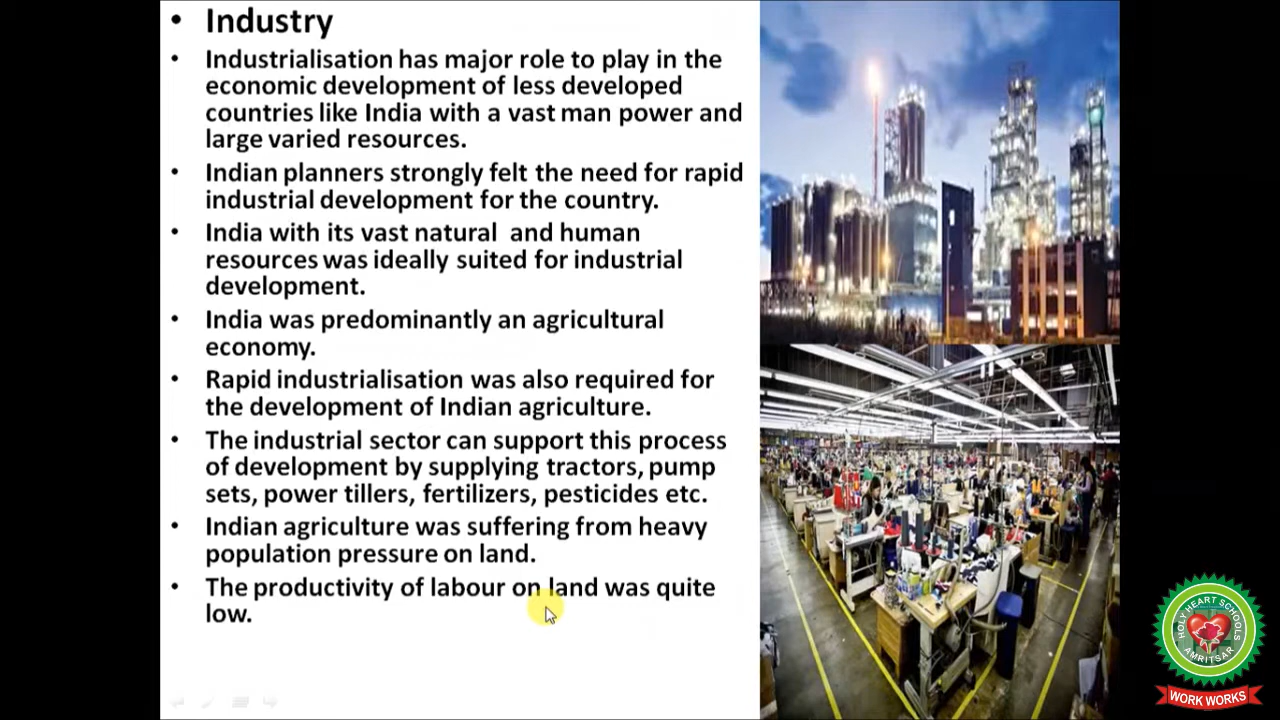 • Industry
• Industrialisation has major role to play in the
economic development of less developed
countries like India with a vast man power and
large varied resources.
• Indian planners strongly felt the need for rapid
industrial development for the country.
• India with its vast natural and human
resources was ideally suited for industrial
development.
• India was predominantly an agricultural
economy.
• Rapid industrialisation was also required for
the development of Indian agriculture.
• The industrial sector can support this process
of development by supplying tractors, pump
sets, power tillers, fertilizers, pesticides etc.
• Indian agriculture was suffering from heavy
population pressure on land.
• The productivity of labour on land was quite
low.
HOLY HEART SCHOOLS
AMRITSAR
WORK WORKS